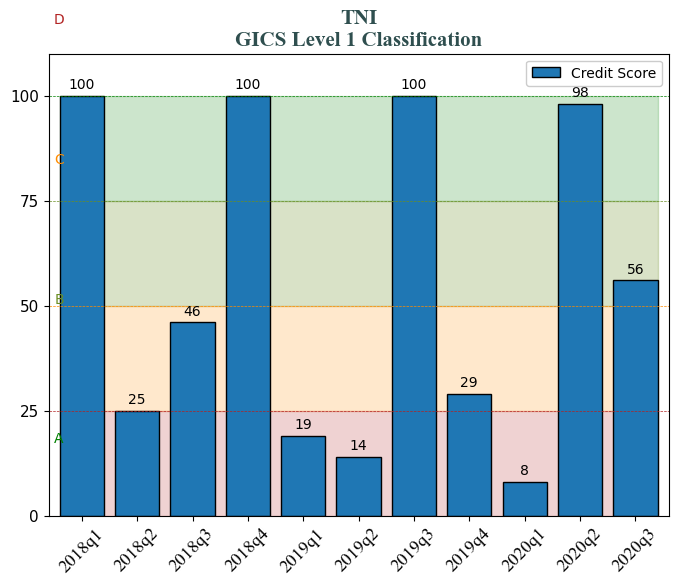 D
TNI
GICS Level 1 Classification
Credit Score
100
100
100
98
100
C
75
56
B
50
46
29
25
25
19
A
14
8
0
2018q1
2018q2
2018q3
2018q4
2019q1
2019q2
2019q3
2019q4
2020q1
2020q2
2020q3